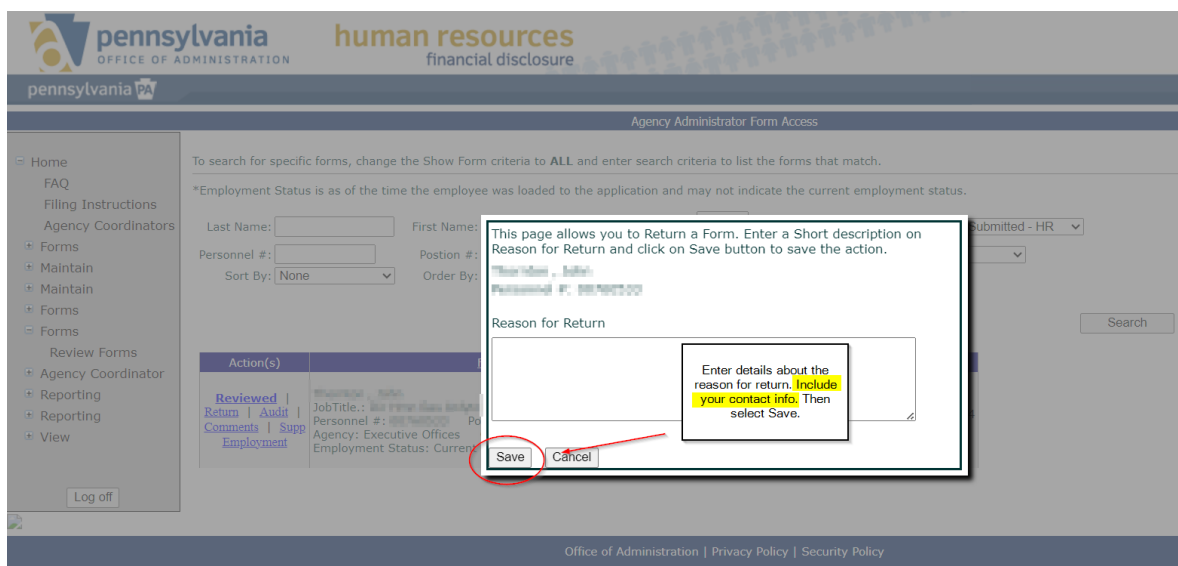 pennsylvania
OFFICE OF ADMINISTRATION
human resources
financial disclosure
pennsylvania PA
Agency Administrator Form Access
Home
FAQ
Filing Instructions
Agency Coordinators
Forms
Maintain
Maintain
Forms
Forms
Review Forms
Agency Coordinator
Reporting
Reporting
View
Log off
To search for specific forms, change the Show Form criteria to ALL and enter search criteria to list the forms that match.
*Employment Status is as of the time the employee was loaded to the application and may not indicate the current employment status.
Last Name:
First Name:
Submitted - HR
Personnel #:
Postion #:
Sort By: None
Order By:
Search
Action(s)
Reviewed |
Return | Audit |
Comments | Supp
Employment
JobTitle.:
Personnel #: Po
Agency: Executive Offices
Employment Status: Current
This page allows you to Return a Form. Enter a Short description on
Reason for Return and click on Save button to save the action.
Personnel #:
Reason for Return
Enter details about the
reason for return. Include
your contact info. Then
select Save.
Save
Cancel
Office of Administration | Privacy Policy | Security Policy